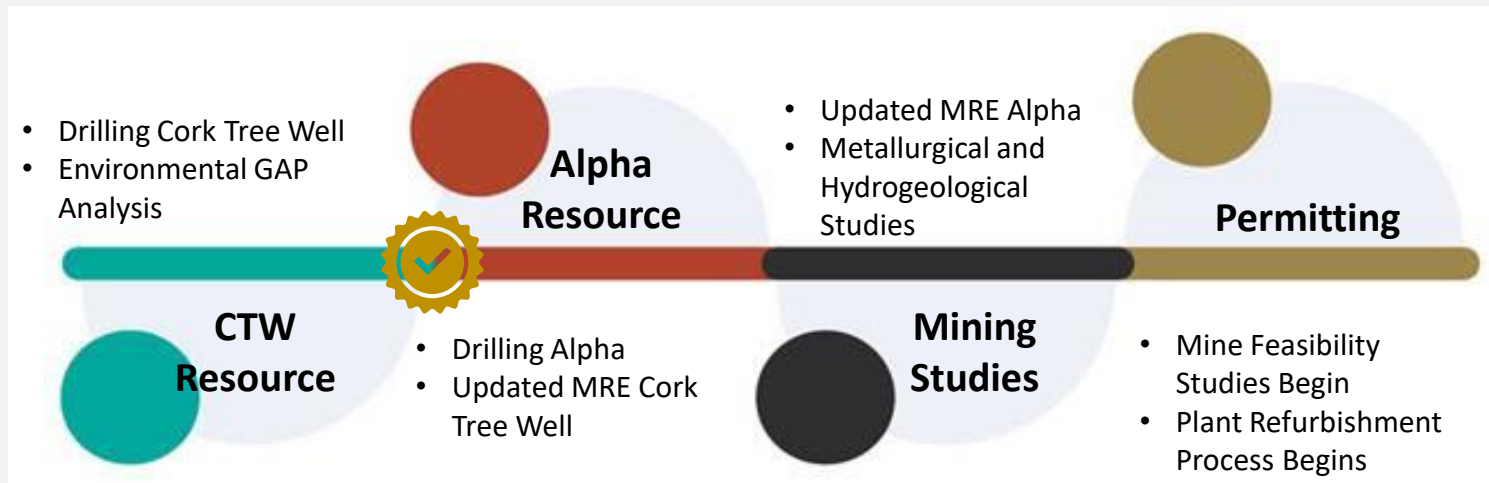 • Drilling Cork Tree Well
• Environmental GAP
Analysis
CTW
Resource
Alpha
Resource
• Drilling Alpha
• Updated MRE Cork
Tree Well
• Updated MRE Alpha
• Metallurgical and
Hydrogeological
Studies
Mining
Studies
Permitting
• Mine Feasibility
Studies Begin
• Plant Refurbishment
Process Begins